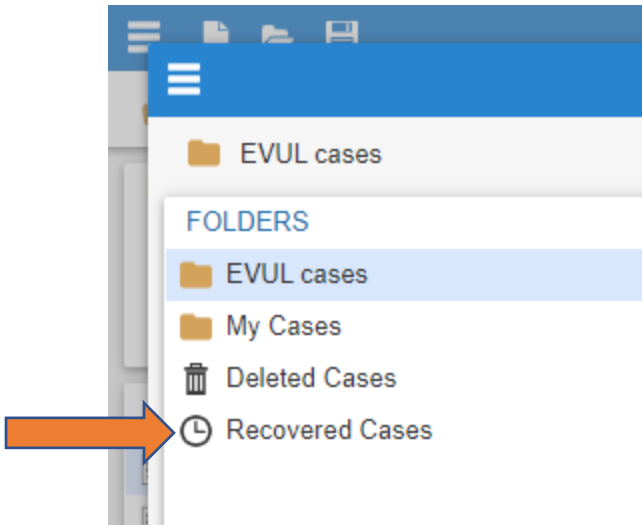 EVUL cases
FOLDERS
EVUL cases
My Cases
Deleted Cases
Recovered Cases